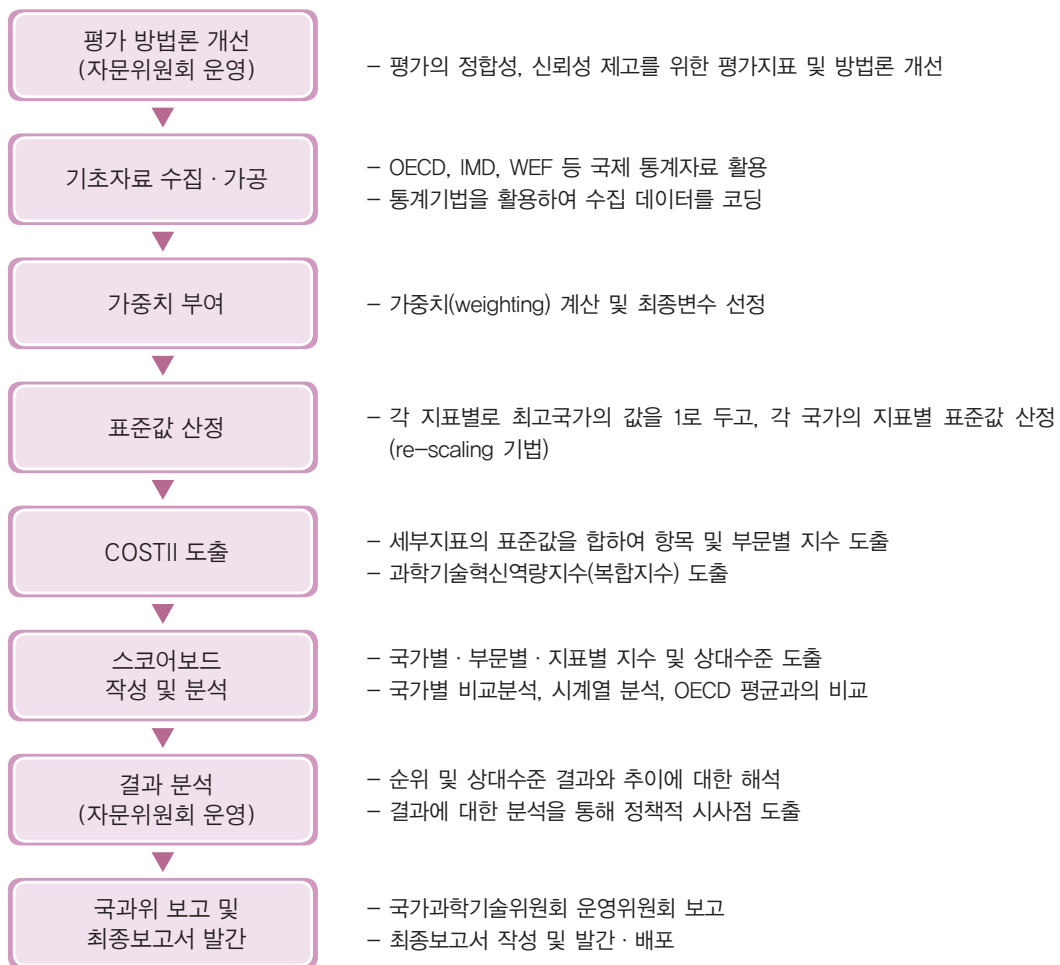 평가 방법론 개선
(자문위원회 운영)
– 평가의 정합성, 신뢰성 제고를 위한 평가지표 및 방법론 개선
기초자료 수집 · 가공
– OECD, IMD, WEF 등 국제 통계자료 활용
– 통계기법을 활용하여 수집 데이터를 코딩
가중치 부여
– 가중치(weighting) 계산 및 최종변수 선정
표준값 산정
– 각 지표별로 최고국가의 값을 1로 두고, 각 국가의 지표별 표준값 산정
(re-scaling 기법)
COSTII 도출
– 세부지표의 표준값을 합하여 항목 및 부문별 지수 도출
– 과학기술혁신역량지수(복합지수) 도출
스코어보드
작성 및 분석
– 국가별 · 부문별 · 지표별 지수 및 상대수준 도출
– 국가별 비교분석, 시계열 분석, OECD 평균과의 비교
결과 분석
(자문위원회 운영)
– 순위 및 상대수준 결과와 추이에 대한 해석
– 결과에 대한 분석을 통해 정책적 시사점 도출
국과위 보고 및
최종보고서 발간
– 국가과학기술위원회 운영위원회 보고
– 최종보고서 작성 및 발간 · 배포